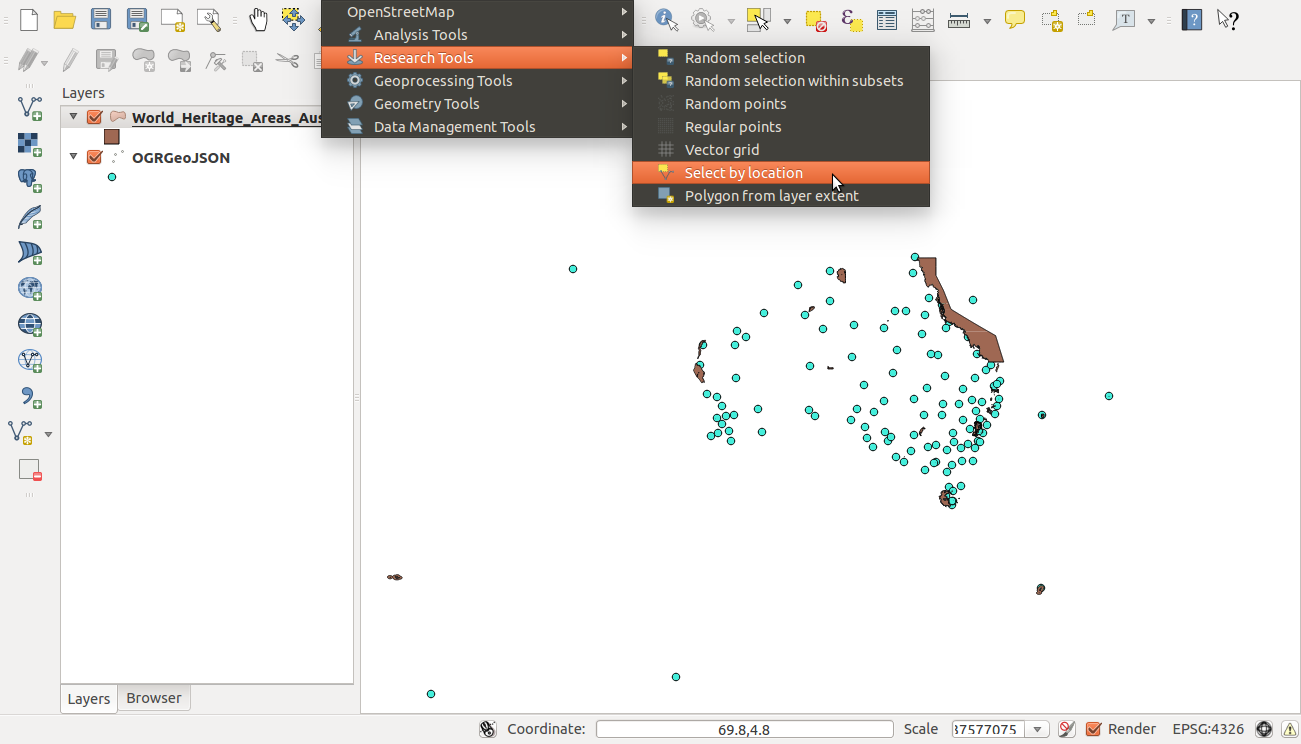 OpenStreetMap
Analysis Tools
Research Tools
Geoprocessing Tools
Geometry Tools
Data Management Tools
Random selection
Random selection within subsets
Random points
Regular points
Vector grid
Select by location
Polygon from layer extent
Layers
World_Heritage_Areas_Aus
OGRGeoJSON
Layers Browser
Coordinate: 69.8,4.8 Scale 37577075 Render EPSG:4326